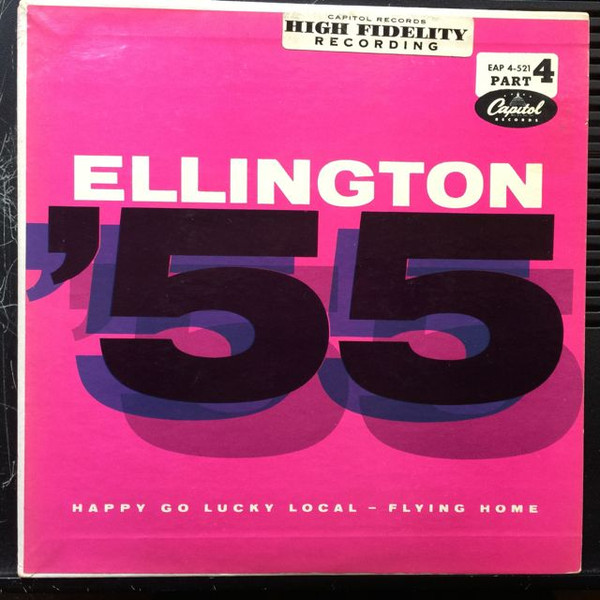 CAPITOL RECORDS
HIGH FIDELITY
RECORDING
EAP 4-521
PART 4
Capitol
RECORDS
ELLINGTON
'55
HAPPY GO LUCKY LOCAL – FLYING HOME